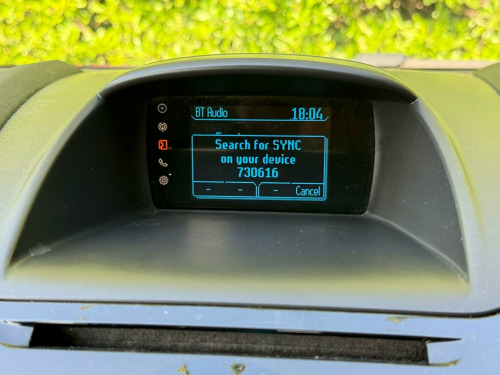 BT Audio 18:04
Search for SYNC
on your device
730616
- - - Cancel